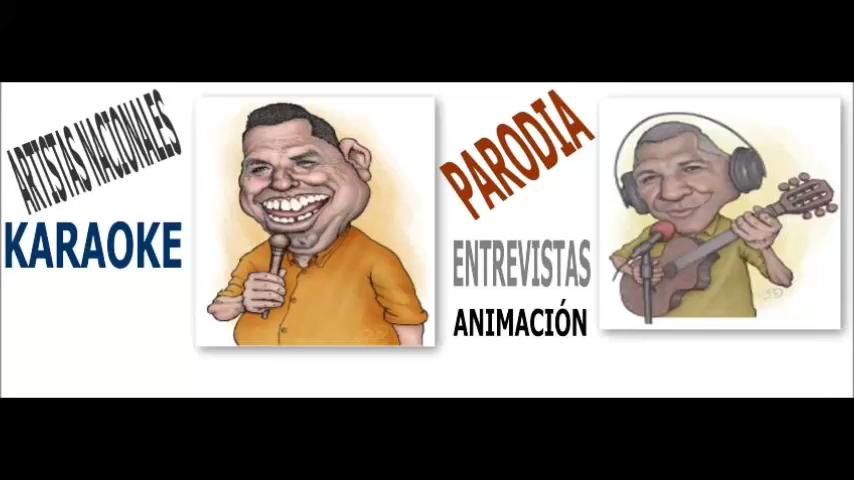 ARTISTAS NACIONALES
KARAOKE
PARODIA
ENTREVISTAS
ANIMACIÓN